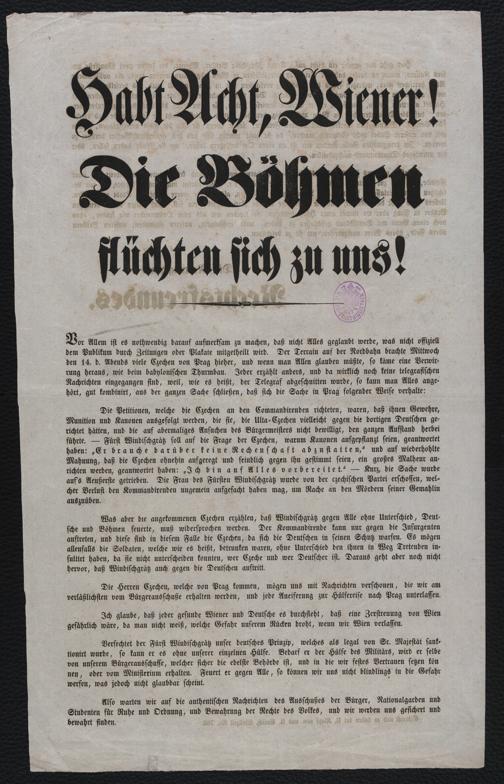 Habt Acht, Wiener!
Die Böhmen
flüchten sich zu uns!
Vor Allem ist es nothwendig darauf aufmerksam zu machen, daß nicht Alles geglaubt werde, was nicht offiziell
dem Publikum durch Zeitungen oder Plakate mitgetheilt wird. Der Terrain auf der Nordbahn brachte Mittwoch
den 14. d. Abends viele Czechen von Prag hieher, und wenn man Allen glauben müßte, so käme eine Verwir-
rung heraus, wie beim babylonischen Thurmbau. Jeder erzählt anders, und da wirklich noch keine telegrafischen
Nachrichten eingegangen sind, weil, wie es heißt, der Telegraf abgeschnitten wurde, so kann man Alles ange-
hört, gut kombinirt, aus der ganzen Sache schließen, daß sich die Sache in Prag folgender Weise verhalte:
Die Petitionen, welche die Czechen an den Commandirenden richteten, waren, daß ihnen Gewehre,
Munition und Kanonen ausgefolgt werden, die sie, die Ultra-Czechen vielleicht gegen die dortigen Deutschen ge-
richtet hätten, und die auf abermaliges Ansuchen des Bürgermeisters nicht bewilligt, den ganzen Aufstand herbei
führte. — Fürst Windischgrätz soll auf die Frage der Czechen, warum Kanonen aufgepflanzt seien, geantwortet
haben: „Er brauche darüber keine Rechenschaft abzustatten," und auf wiederholte
Mahnung, daß die Czechen ohnehin aufgeregt und feindlich gegen ihn gestimmt seien, ein großes Malheur an-
richten werden, geantwortet haben: „Ich bin auf Alles vorbereitet." — Kurz, die Sache wurde
auf's Aeußerste getrieben. Die Frau des Fürsten Windischgrätz wurde von der czechischen Partei erschossen, wel-
cher Verlust den Kommandirenden ungemein aufgefacht haben mag, um Rache an den Mördern seiner Gemahlin
auszuüben.
Was aber die angekommenen Czechen erzählen, daß Windischgrätz gegen Alle ohne Unterschied, Deut-
sche und Böhmen feuerte, muß widersprochen werden. Der Kommandirende kann nur gegen die Insurgenten
auftreten, und diese sind in diesem Falle die Czechen, da sich die Deutschen in seinen Schutz warfen. Es mögen
allenfalls die Soldaten, welche wie es heißt, betrunken waren, ohne Unterschied den ihnen in Weg Tretenden in-
sultirt haben, da sie nicht unterscheiden konnten, wer Czeche und wer Deutscher ist. Daraus geht aber noch nicht
hervor, daß Windischgrätz auch gegen die Deutschen auftritt.
Die Herren Czechen, welche von Prag kommen, mögen uns mit Nachrichten verschonen, die wir am
verläßlichsten vom Bürgerausschuße erhalten werden, und jede Aneiferung zur Hülfereise nach Prag unterlassen.
Ich glaube, daß jeder gesunde Wiener und Deutsche es durchsieht, daß eine Zerstreuung von Wien
gefährlich wäre, da man nicht weiß, welche Gefahr unserem Rücken droht, wenn wir Wien verlassen.
Verfechtet der Fürst Windischgrätz unser deutsches Prinzip, welches als legal von Sr. Majestät sank-
tionirt wurde, so kann er es ohne unserer einzelnen Hülfe. Bedarf er der Hülfe des Militärs, wird er selbe
von unserem Bürgerausschuße, welcher sicher die edelste Behörde ist, und in die wir festes Vertrauen setzen kön-
nen, oder vom Ministerium erhalten. Feuert er gegen Alle, so können wir uns nicht blindlings in die Gefahr
werfen, was jedoch nicht glaubbar scheint.
Also warten wir auf die authentischen Nachrichten des Ausschußes der Bürger, Nationalgarden und
Studenten für Ruhe und Ordnung, und Bewahrung der Rechte des Volkes, und wir werden uns gesichert und
bewahrt finden.